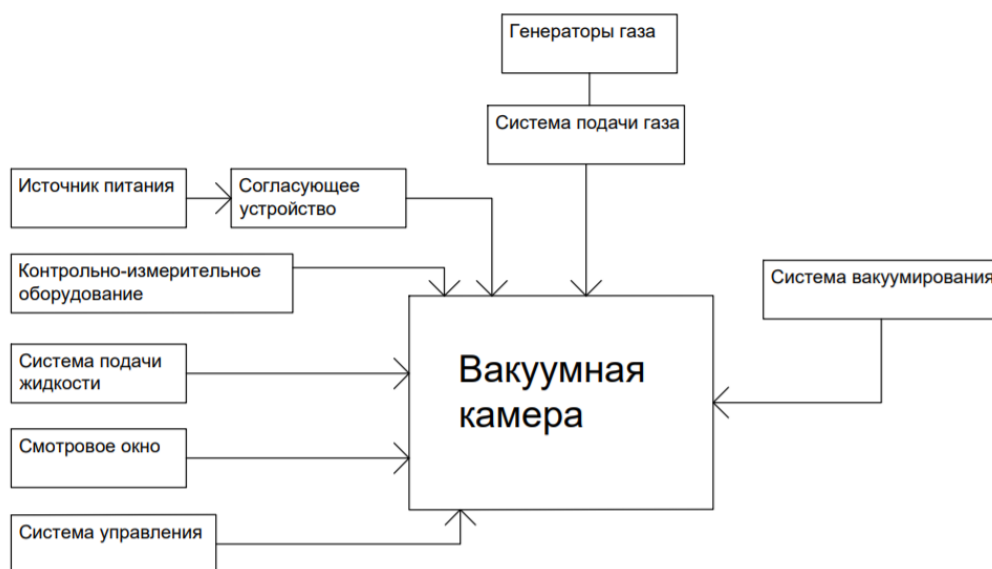 Генераторы газа
Система подачи газа
Источник питания
Согласующее
устройство
Контрольно-измерительное
оборудование
Система вакуумирования
Система подачи
жидкости
Вакуумная
камера
Смотровое окно
Система управления